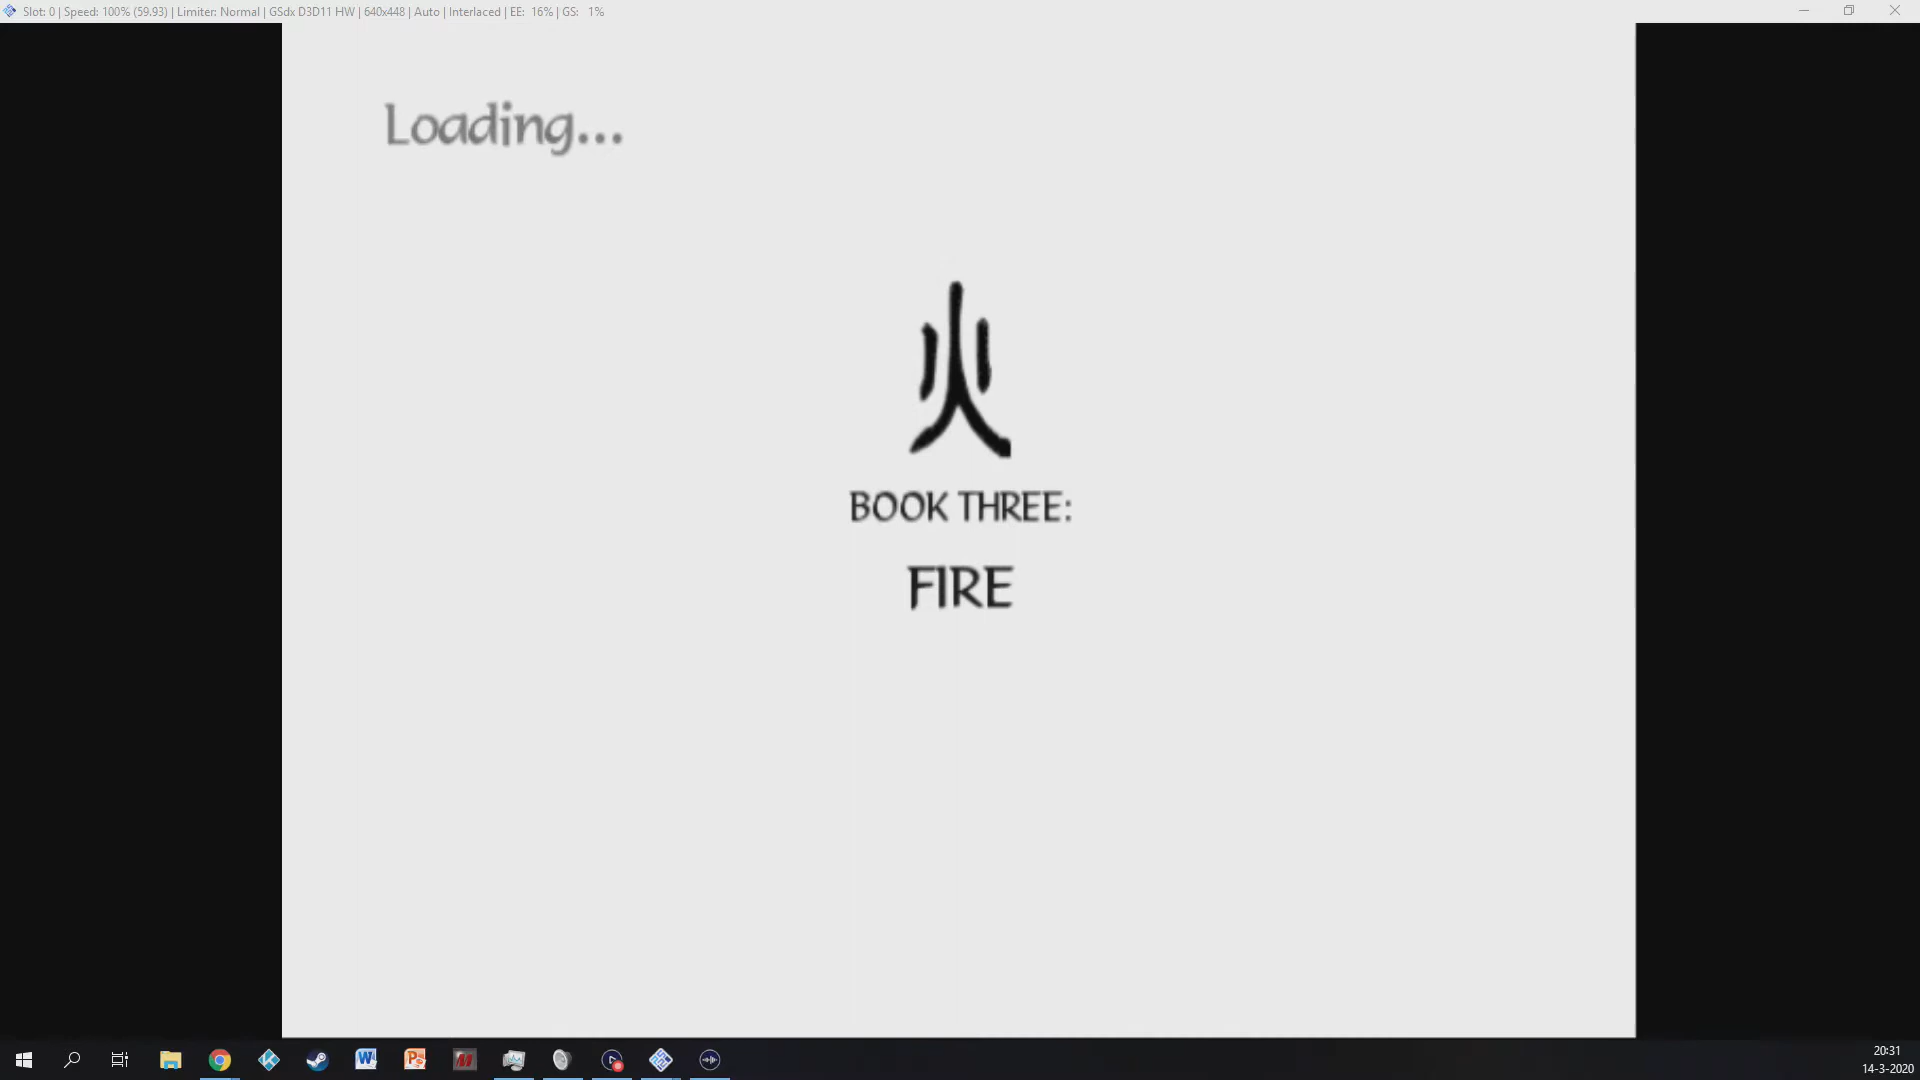 Slot: 0 | Speed: 100% (59.93) | Limiter: Normal | GSdx D3D11 HW | 640x448 | Auto | Interlaced | EE:  16% | GS:   1%
Loading...
火
BOOK THREE:
FIRE
20:31
14-3-2020